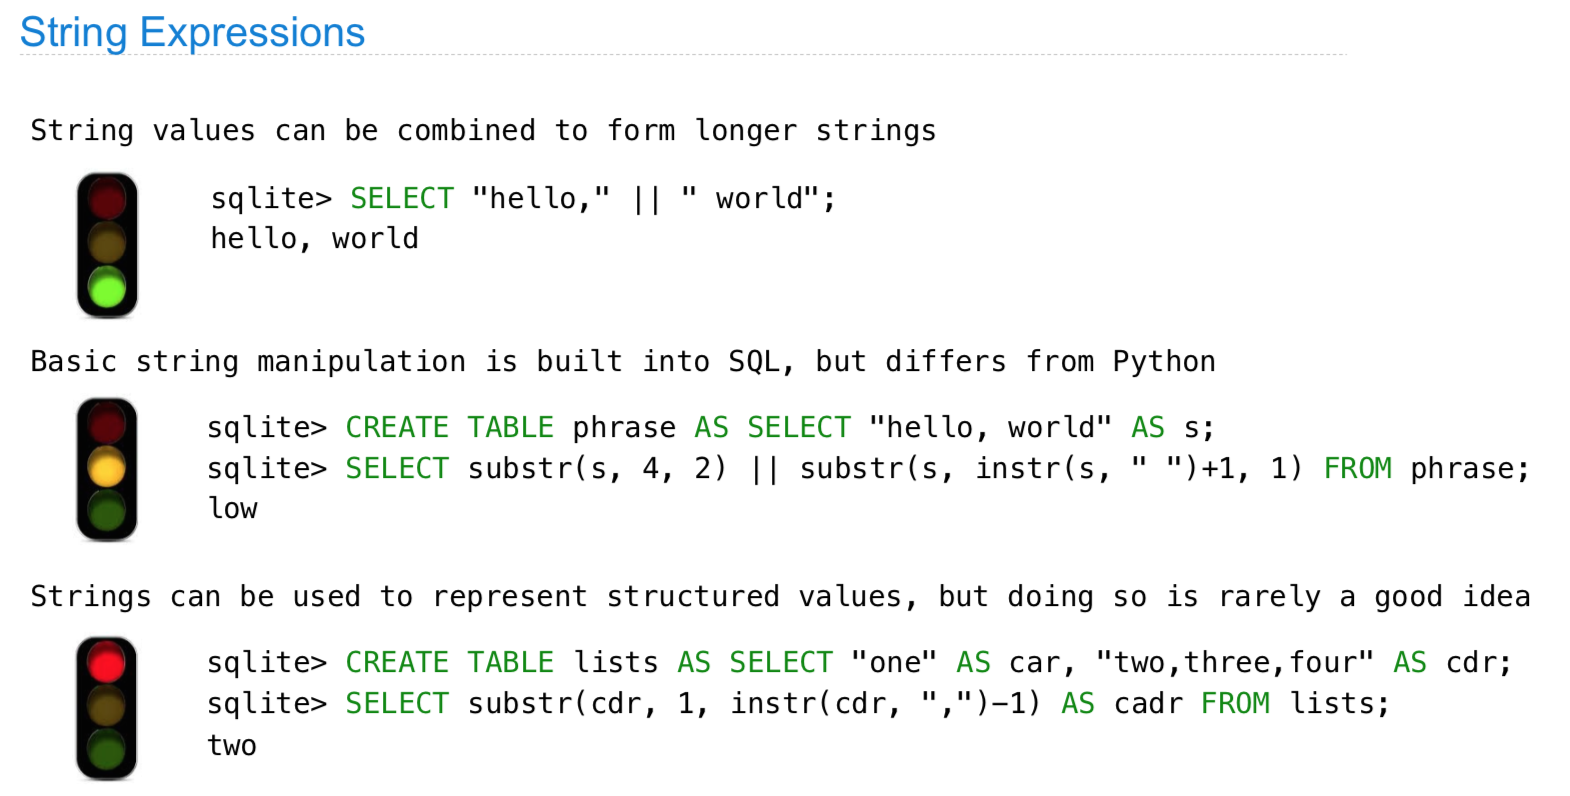 String Expressions
String values can be combined to form longer strings
sqlite> SELECT "hello," || " world";
hello, world
Basic string manipulation is built into SQL, but differs from Python
sqlite> CREATE TABLE phrase AS SELECT "hello, world" AS s;
sqlite> SELECT substr(s, 4, 2) || substr(s, instr(s, " ")+1, 1) FROM phrase;
low
Strings can be used to represent structured values, but doing so is rarely a good idea
sqlite> CREATE TABLE lists AS SELECT "one" AS car, "two,three,four" AS cdr;
sqlite> SELECT substr(cdr, 1, instr(cdr, ",")−1) AS cadr FROM lists;
two